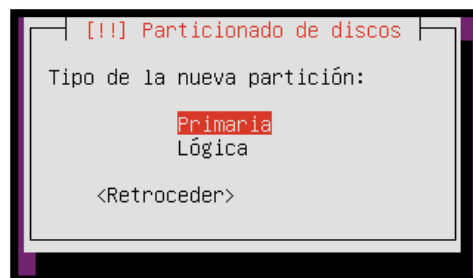 [!!] Particionado de discos
Tipo de la nueva partición:
Primaria
Lógica
<Retroceder>